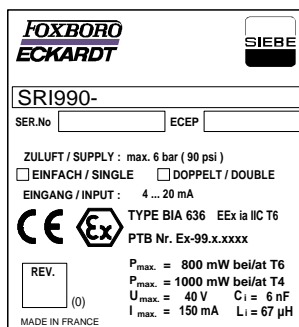 FOXBORO
ECKARDT
SIEBE
SRI990-
SER.No ECEP
ZULUFT / SUPPLY : max. 6 bar ( 90 psi )
EINFACH / SINGLE DOPPELT / DOUBLE
EINGANG / INPUT : 4 ... 20 mA
CE Ex TYPE BIA 636 EEx ia IIC T6
PTB Nr. Ex-99.x.xxxx
REV.
(0)
Pmax. = 800 mW bei/at T6
Pmax. = 1000 mW bei/at T4
U max. = 40 V C i = 6 nF
I max. = 150 mA L i = 67 µH
MADE IN FRANCE